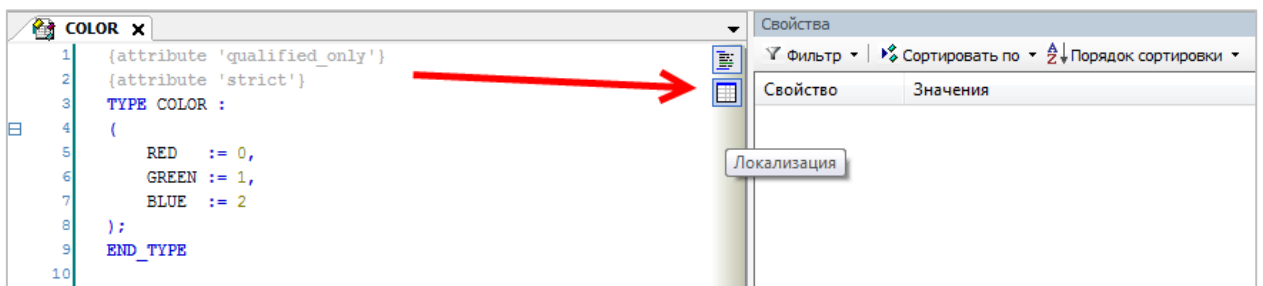 COLOR x
1 {attribute 'qualified_only'}
2 {attribute 'strict'}
3 TYPE COLOR :
4 (
5 RED := 0,
6 GREEN := 1,
7 BLUE := 2
8 );
9 END_TYPE
10
Свойства
Фильтр Сортировать по Порядок сортировки
Свойство Значения
Локализация